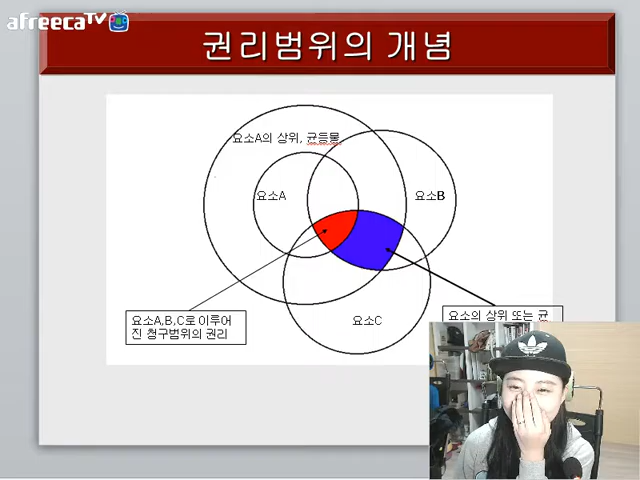 afreecaTV
권리범위의 개념
요소A의 상위, 균등물
요소A
요소B
요소A,B,C로 이루어
진 청구범위의 권리
요소C
요소의 상위 또는 균
adidas